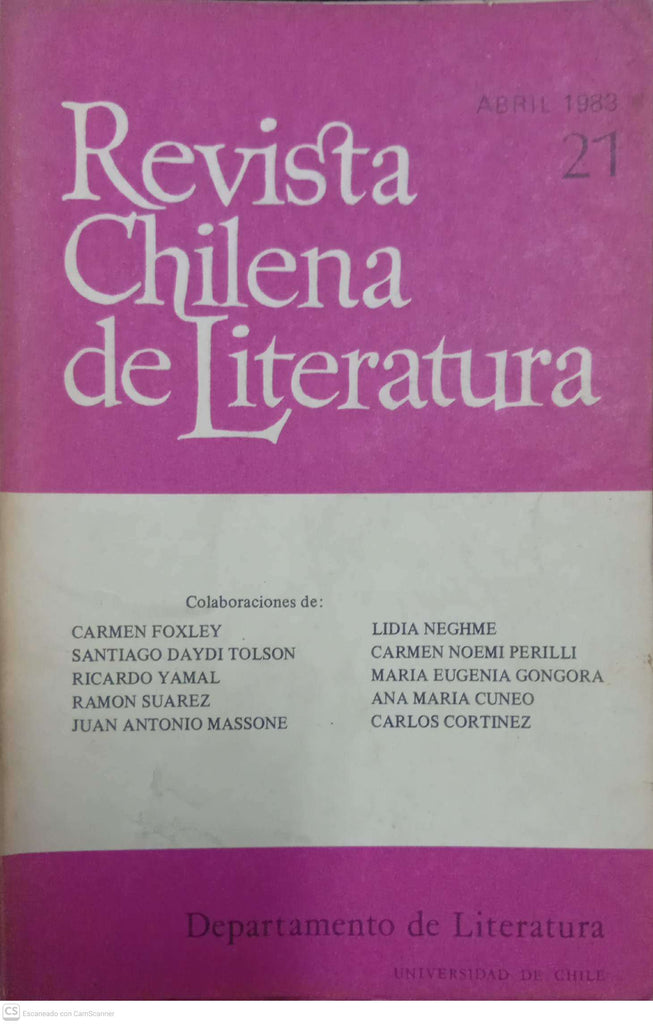 ABRIL 1983
21
Revista
Chilena
de Literatura
Colaboraciones de:
CARMEN FOXLEY
SANTIAGO DAYDI TOLSON
RICARDO YAMAL
RAMON SUAREZ
JUAN ANTONIO MASSONE
LIDIA NEGHME
CARMEN NOEMI PERILLI
MARIA EUGENIA GONGORA
ANA MARIA CUNEO
CARLOS CORTINEZ
Departamento de Literatura
UNIVERSIDAD DE CHILE
CS Escaneado con CamScanner